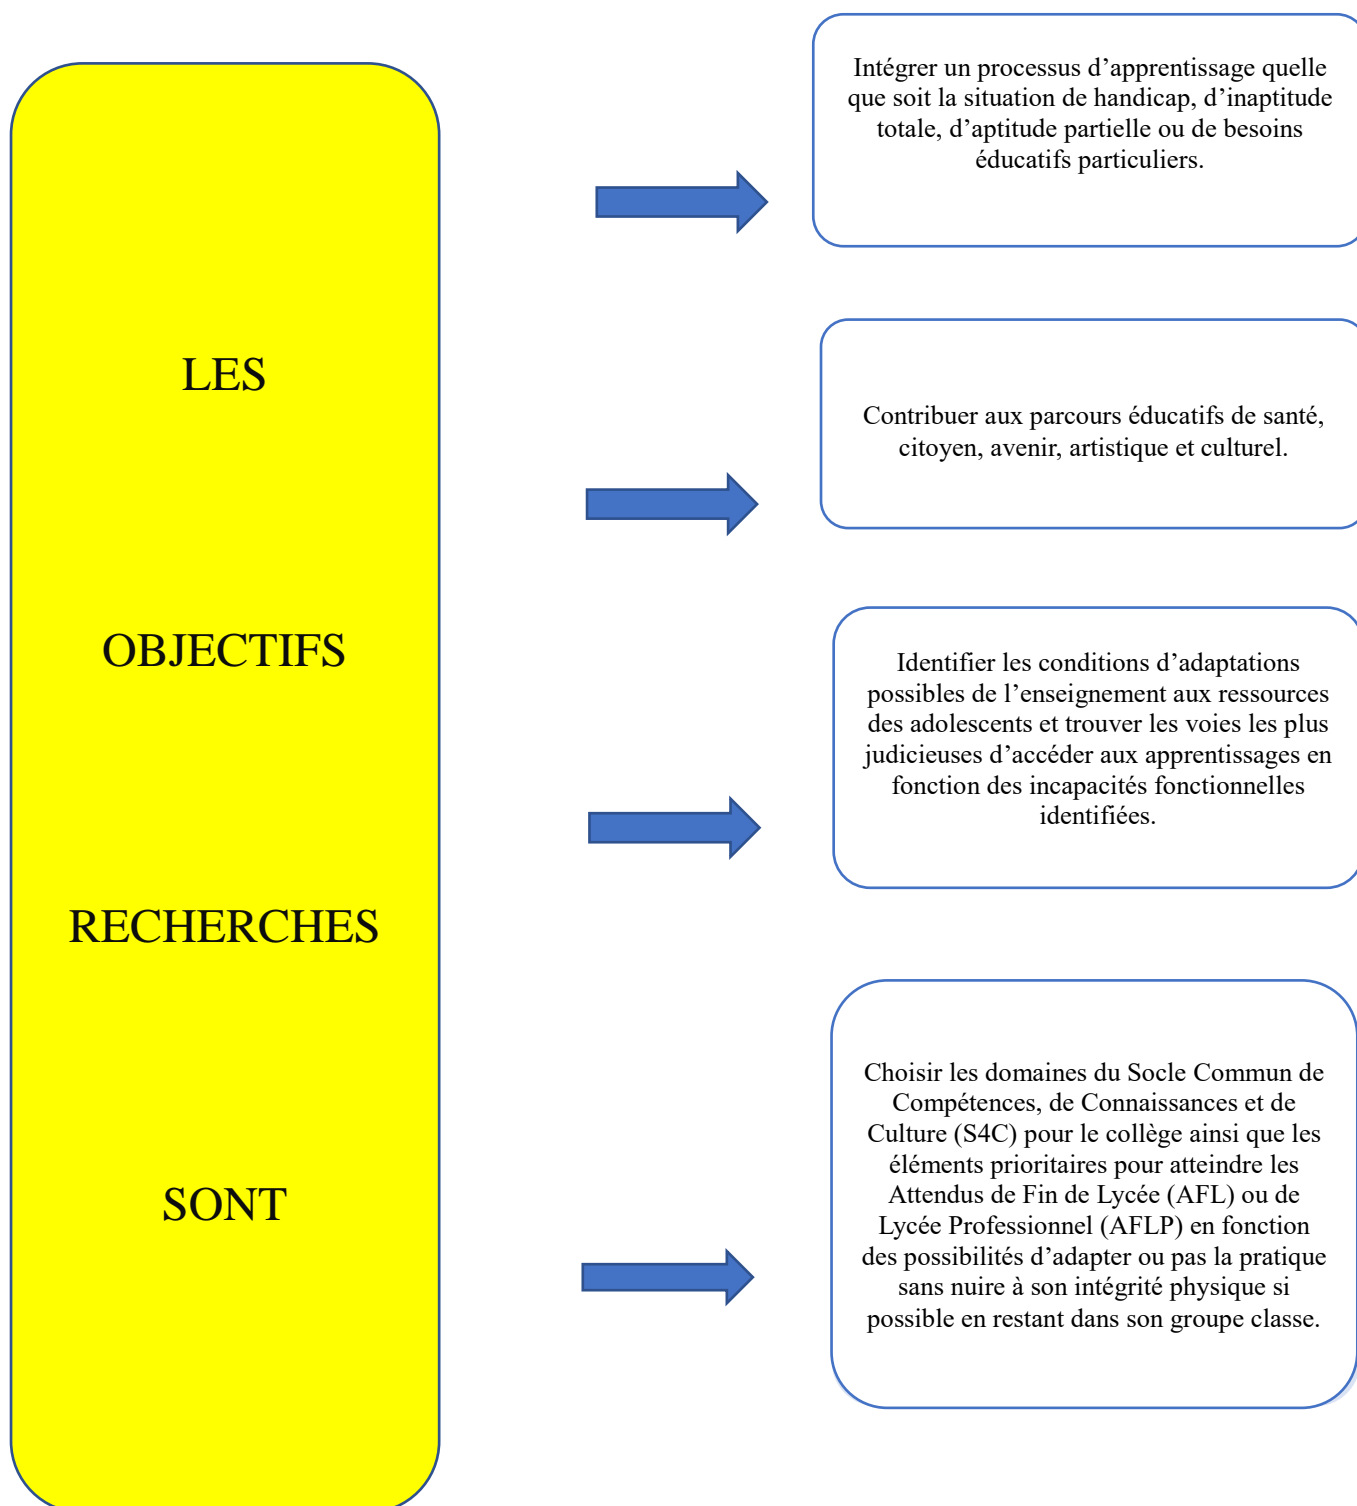 LES
OBJECTIFS
RECHERCHES
SONT
Intégrer un processus d’apprentissage quelle
que soit la situation de handicap, d’inaptitude
totale, d’aptitude partielle ou de besoins
éducatifs particuliers.
Contribuer aux parcours éducatifs de santé,
citoyen, avenir, artistique et culturel.
Identifier les conditions d’adaptations
possibles de l’enseignement aux ressources
des adolescents et trouver les voies les plus
judicieuses d’accéder aux apprentissages en
fonction des incapacités fonctionnelles
identifiées.
Choisir les domaines du Socle Commun de
Compétences, de Connaissances et de
Culture (S4C) pour le collège ainsi que les
éléments prioritaires pour atteindre les
Attendus de Fin de Lycée (AFL) ou de
Lycée Professionnel (AFLP) en fonction
des possibilités d’adapter ou pas la pratique
sans nuire à son intégrité physique si
possible en restant dans son groupe classe.